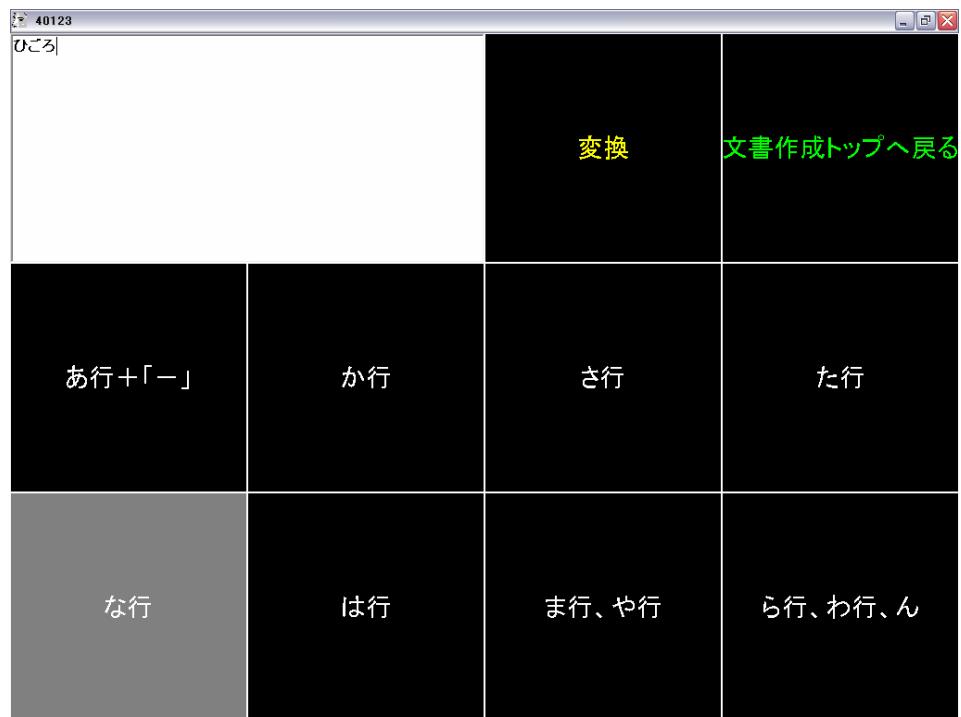 40123
ひごろ
変換
文書作成トップへ戻る
あ行＋「－」
か行
さ行
た行
な行
は行
ま行、や行
ら行、わ行、ん